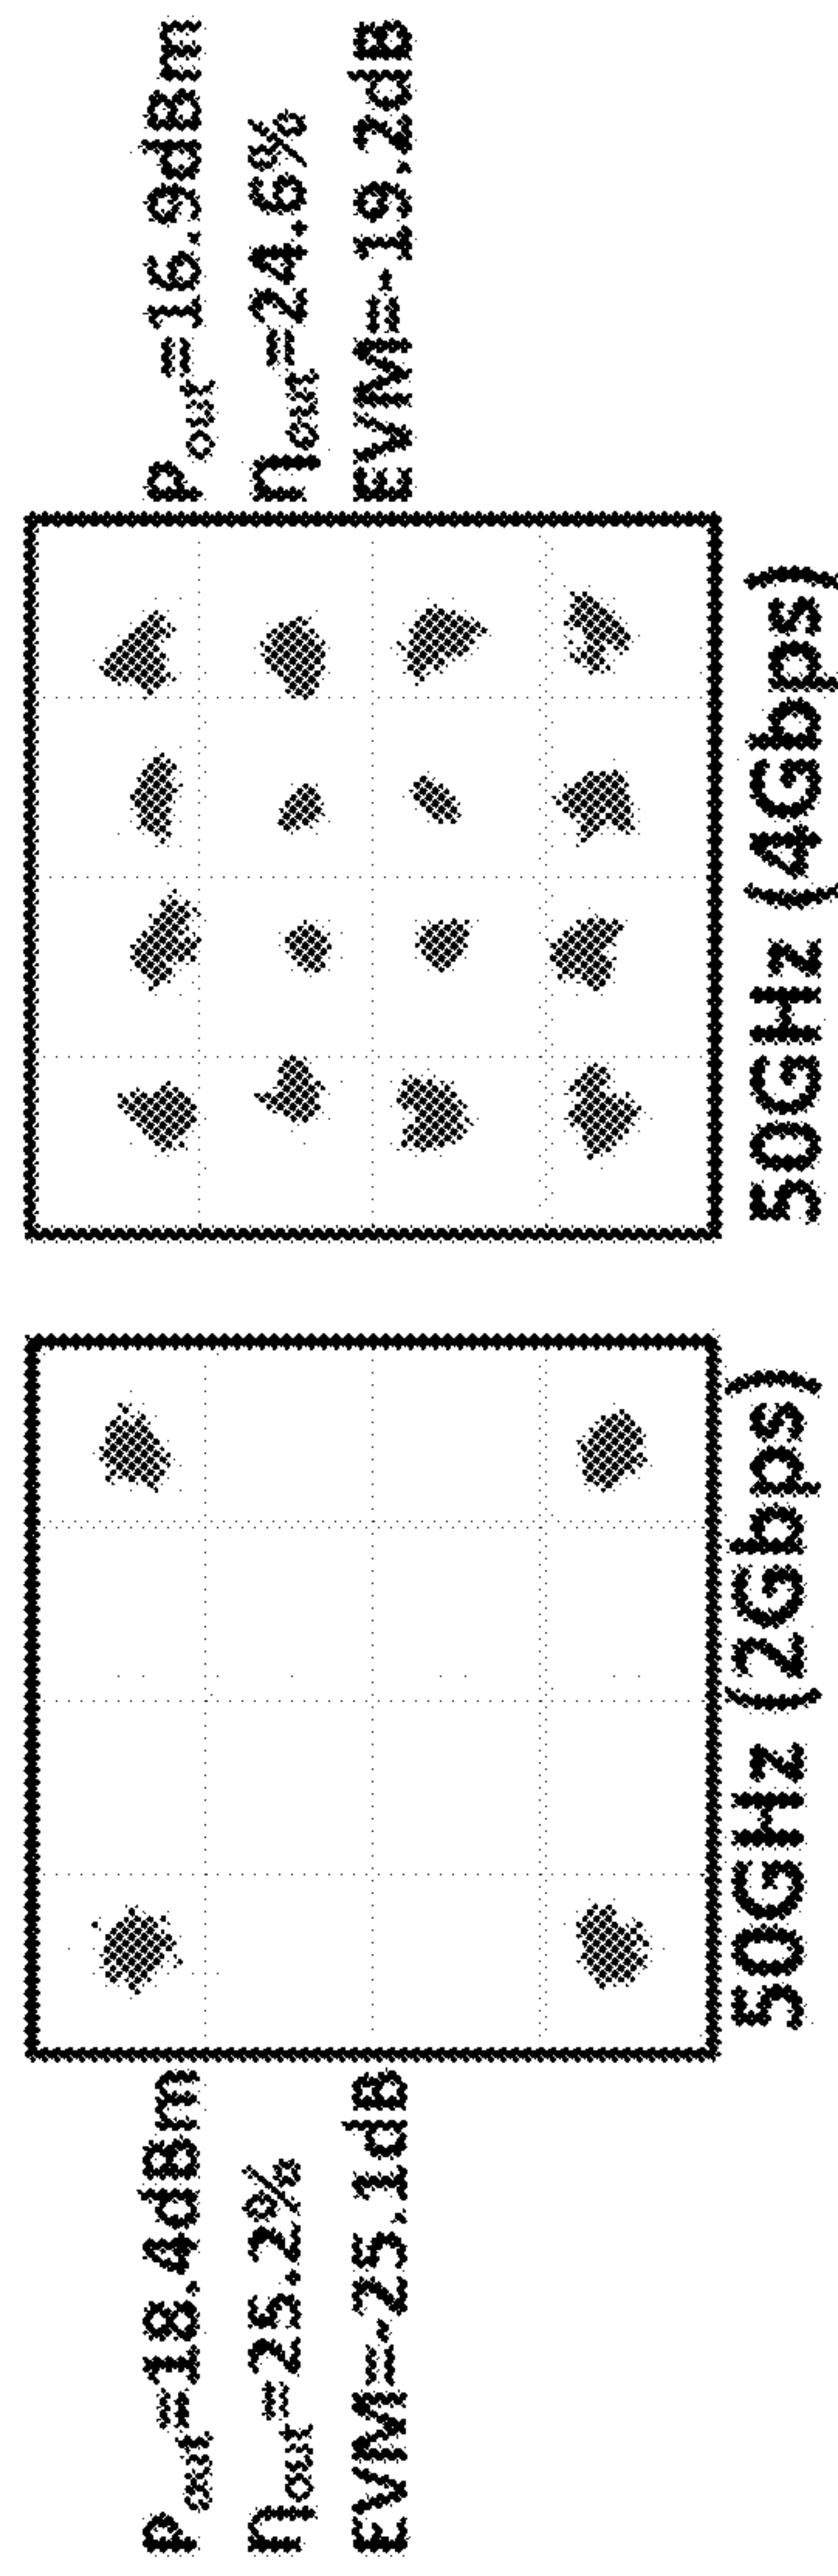 P_out=18.4dBm
η_out=25.2%
EVM=-25.1dB
50GHz (2Gbps)
50GHz (4Gbps)
P_out=16.9dBm
η_out=24.6%
EVM=-19.2dB